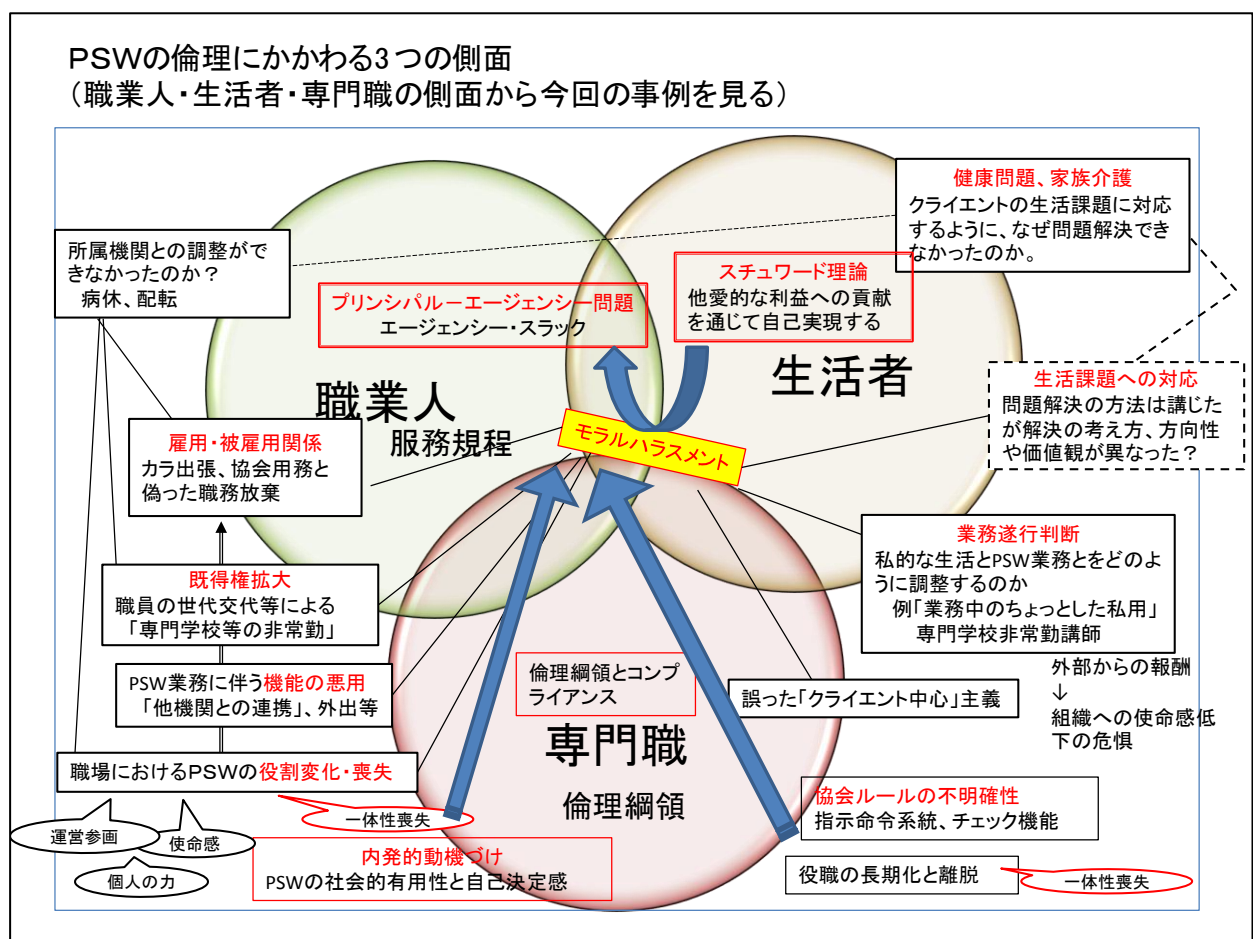 PSWの倫理にかかわる3つの側面
（職業人・生活者・専門職の側面から今回の事例を見る）
健康問題、家族介護
クライエントの生活課題に対応
するように、なぜ問題解決でき
なかったのか。
所属機関との調整がで
きなかったのか？
病休、配転
スチュワード理論
他愛的な利益への貢献
を通じて自己実現する
プリンシパル－エージェンシー問題
エージェンシー・スラック
職業人
服務規程
生活者
生活課題への対応
問題解決の方法は講じた
が解決の考え方、方向性
や価値観が異なった？
モラルハラスメント
雇用・被雇用関係
カラ出張、協会用務と
偽った職務放棄
業務遂行判断
私的な生活とPSW業務とをどのよ
うに調整するのか
例「業務中のちょっとした私用」
専門学校非常勤講師
既得権拡大
職員の世代交代等による
「専門学校等の非常勤」
外部からの報酬
↓
組織への使命感低
下の危惧
PSW業務に伴う機能の悪用
「他機関との連携」、外出等
倫理綱領とコンプ
ライアンス
誤った「クライエント中心」主義
専門職
倫理綱領
職場におけるPSWの役割変化・喪失
一体性喪失
運営参画
使命感
個人の力
協会ルールの不明確性
指示命令系統、チェック機能
内発的動機づけ
PSWの社会的有用性と自己決定感
役職の長期化と離脱
一体性喪失